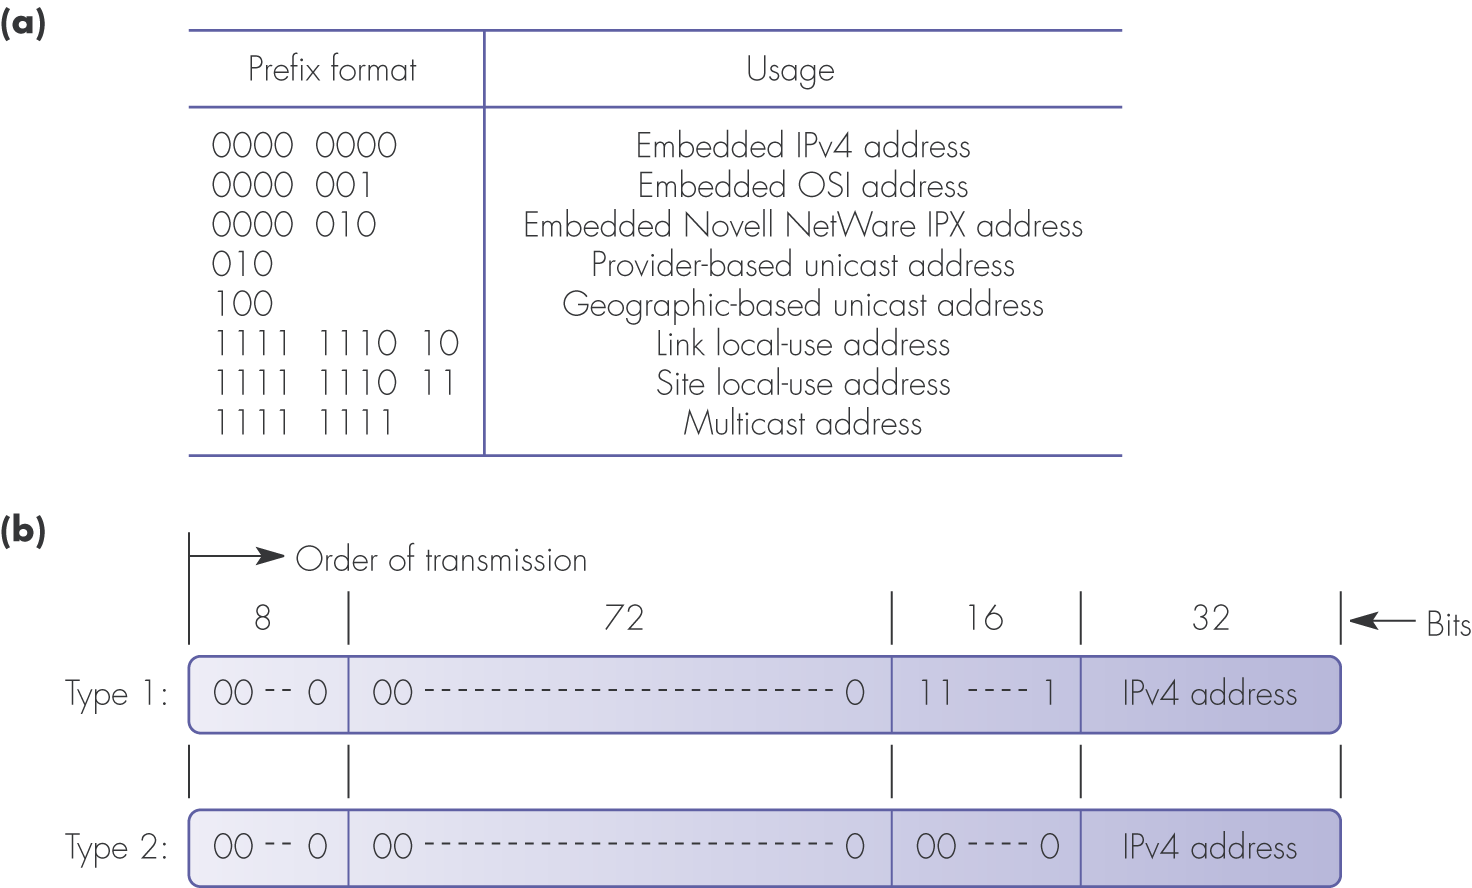 (a)
Prefix format Usage
0000 0000 Embedded IPv4 address
0000 001 Embedded OSI address
0000 010 Embedded Novell NetWare IPX address
010 Provider-based unicast address
100 Geographic-based unicast address
1111 1110 10 Link local-use address
1111 1110 11 Site local-use address
1111 1111 Multicast address
(b)
Order of transmission
8 72 16 32 Bits
Type 1: 00 -- 0 00 -------------------------- 0 11 ---- 1 IPv4 address
Type 2: 00 -- 0 00 -------------------------- 0 00 ---- 0 IPv4 address